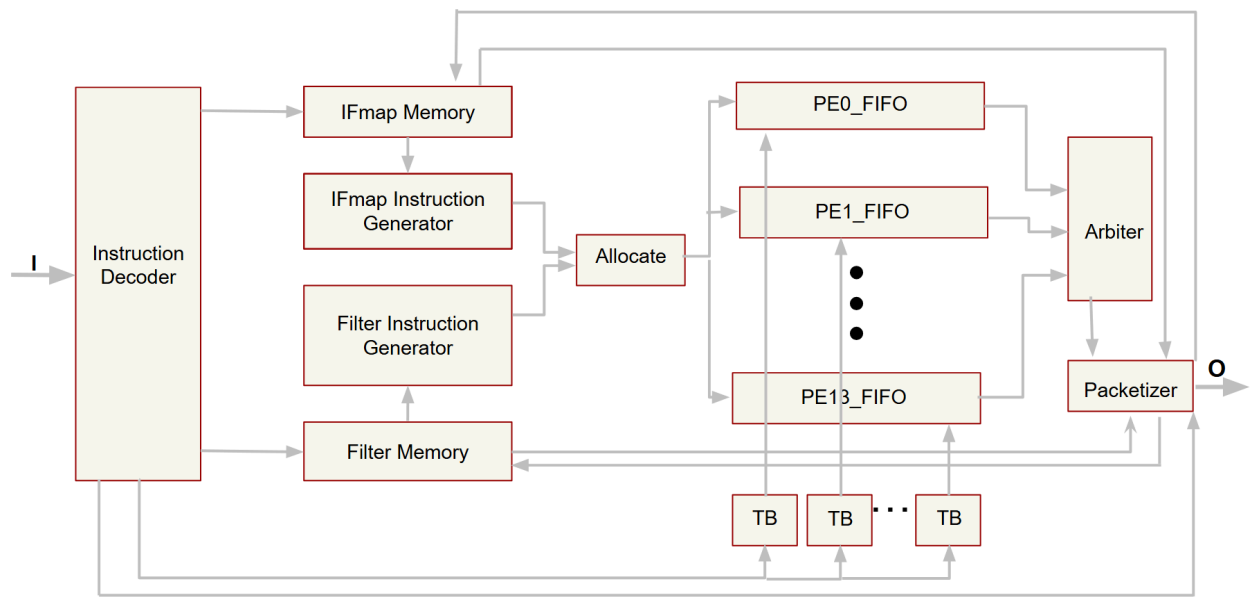 I
Instruction
Decoder
IFmap Memory
IFmap Instruction
Generator
Filter Instruction
Generator
Filter Memory
Allocate
PE0_FIFO
PE1_FIFO
PE13_FIFO
TB
TB
TB
Arbiter
Packetizer
O